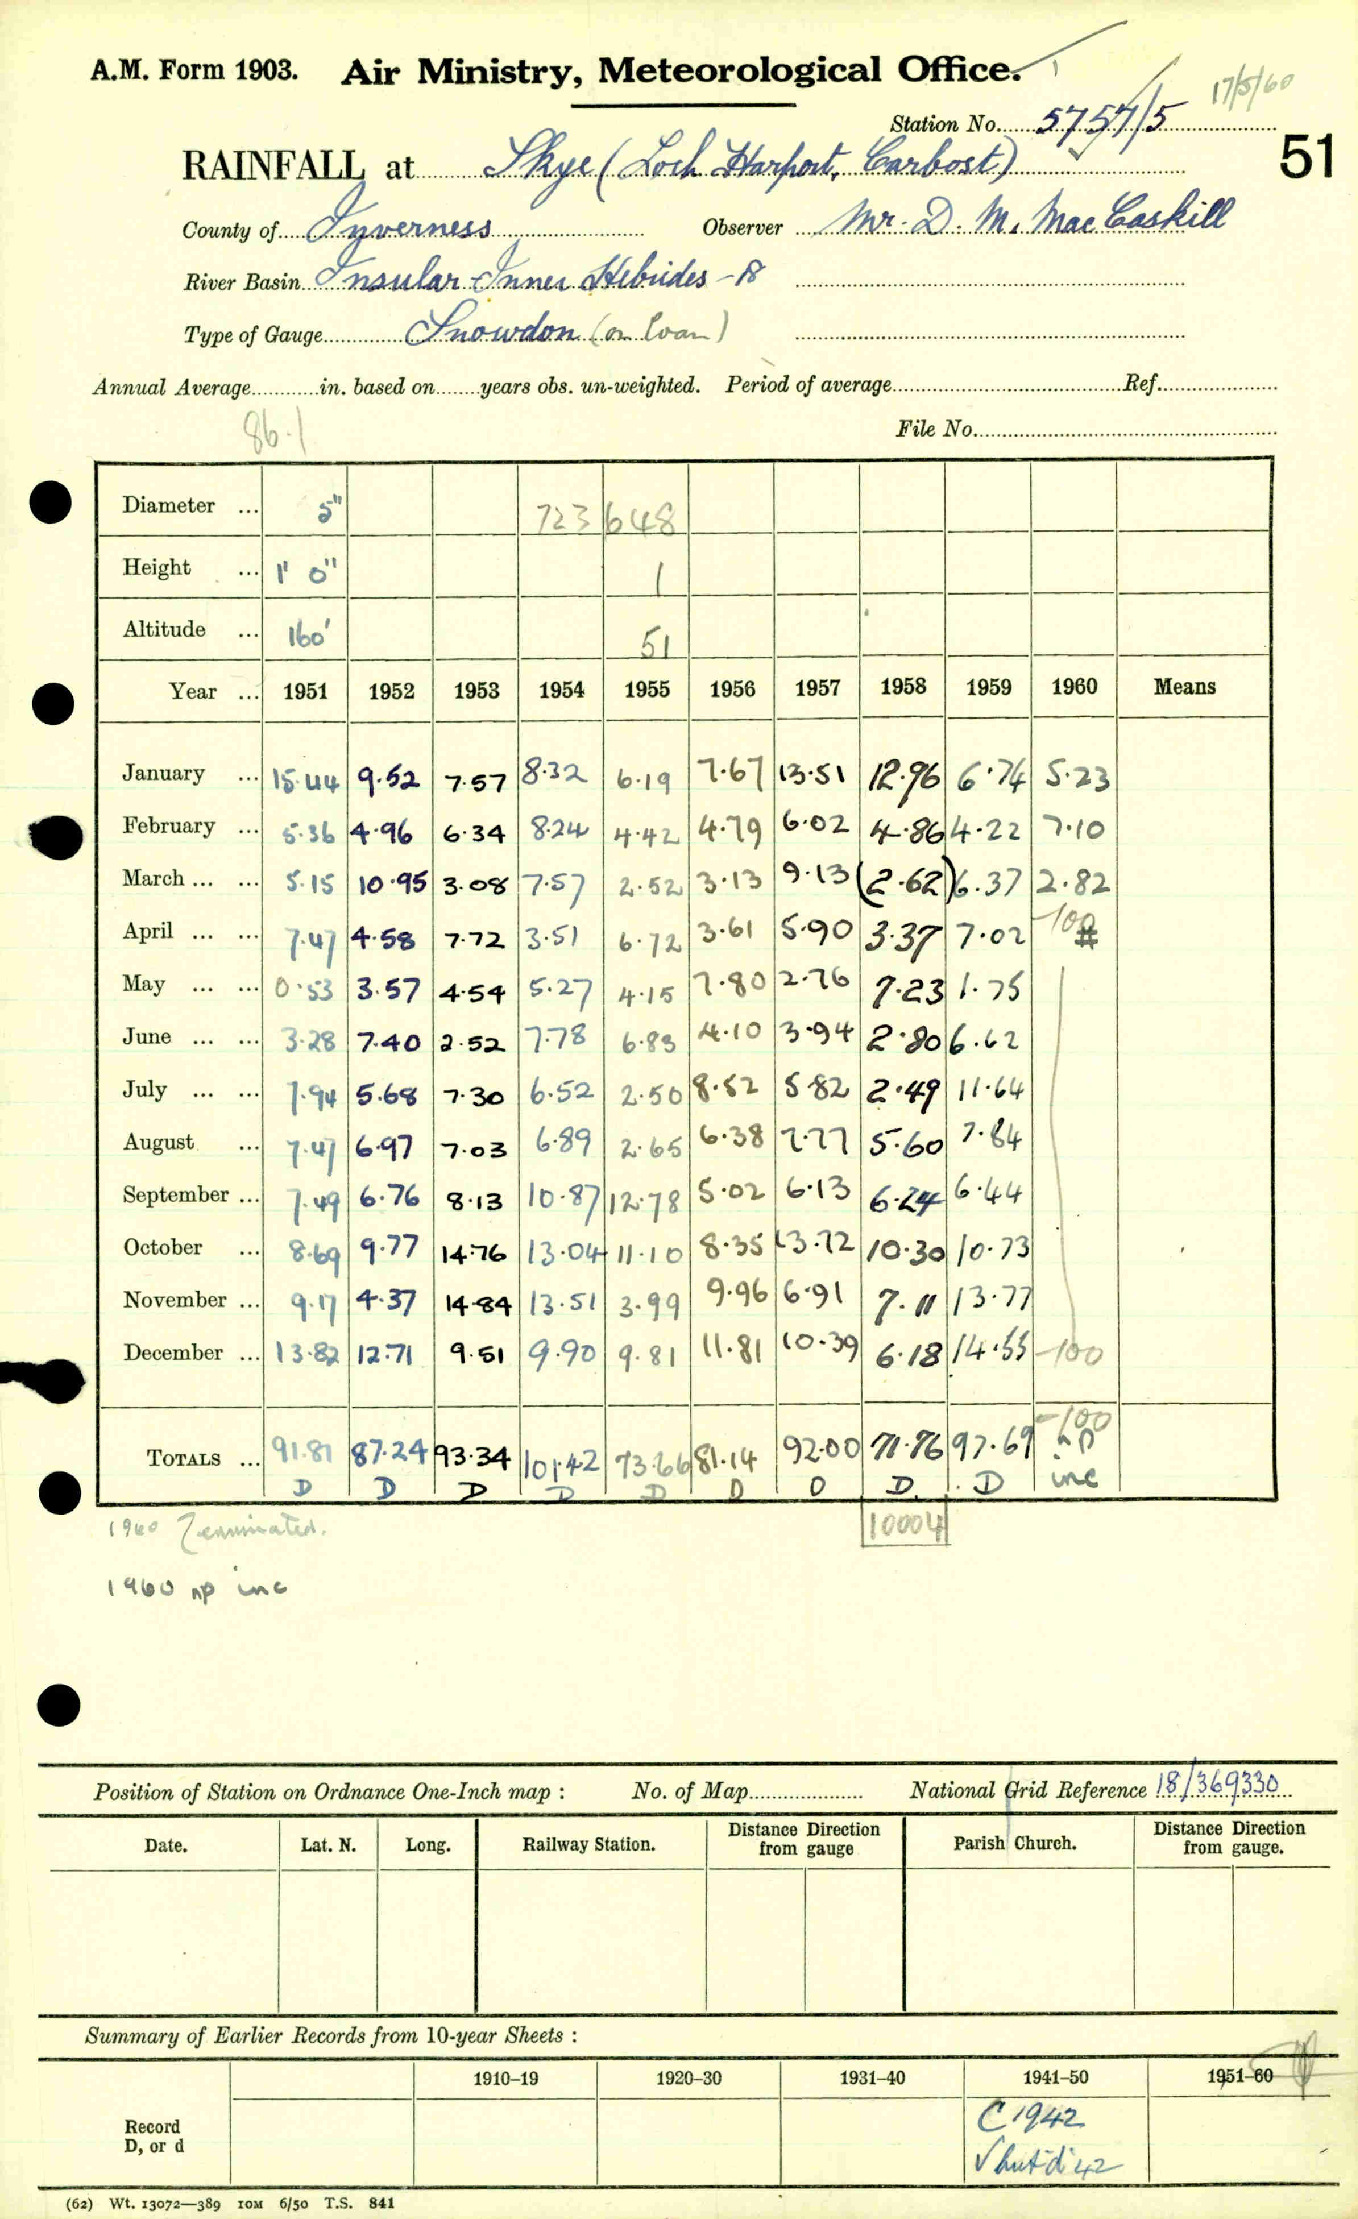 A.M. Form 1903. Air Ministry, Meteorological Office.
17/5/60
Station No. 5757/5
51
RAINFALL at Skye (Loch Harport, Carbost)
County of Inverness Observer Mr. D. M. MacCaskill
River Basin Insular-Inner Hebrides - B
Type of Gauge Snowdon (on loan)
Annual Average in. based on years obs. un-weighted. Period of average Ref.
86.1
File No.
Diameter ... 5" 723 648
Height ... 1' 0" 1
Altitude ... 160' 51
Year ... 1951 1952 1953 1954 1955 1956 1957 1958 1959 1960 Means
January ... 15.44 9.52 7.57 8.32 6.19 7.67 13.51 12.96 6.74 5.23
February ... 5.36 4.96 6.34 8.24 4.42 4.79 6.02 4.86 4.22 7.10
March ... ... 5.15 10.95 3.08 7.57 2.52 3.13 9.13 (2.62) 6.37 2.82
April ... ... 7.47 4.58 7.72 3.51 6.72 3.61 5.90 3.37 7.02 -100 #
May ... ... 0.53 3.57 4.54 5.27 4.15 7.80 2.76 7.23 1.75
June ... ... 3.28 7.40 2.52 7.78 6.83 4.10 3.94 2.80 6.62
July ... ... 7.94 5.68 7.30 6.52 2.50 8.52 5.82 2.49 11.64
August ... 7.47 6.97 7.03 6.89 2.65 6.38 7.77 5.60 7.84
September ... 7.49 6.76 8.13 10.87 12.78 5.02 6.13 6.24 6.44
October ... 8.69 9.77 14.76 13.04 11.10 8.35 13.72 10.30 10.73
November ... 9.17 4.37 14.84 13.51 3.99 9.96 6.91 7.11 13.77
December ... 13.82 12.71 9.51 9.90 9.81 11.81 10.39 6.18 14.55 -100
-100
TOTALS ... 91.81 87.24 93.34 101.42 73.66 81.14 92.00 71.76 97.69 np
D D D D D D D D. D inc
1960 Terminated. 10004
1960 np inc
Position of Station on Ordnance One-Inch map : No. of Map National Grid Reference 18/369330
Date. Lat. N. Long. Railway Station. Distance from Direction gauge Parish Church. Distance from Direction gauge.
Summary of Earlier Records from 10-year Sheets :
1910-19 1920-30 1931-40 1941-50 1951-60
Record
D, or d
C 1942
√ but d 42
(62) Wt. 13072—389 10M 6/50 T.S. 841